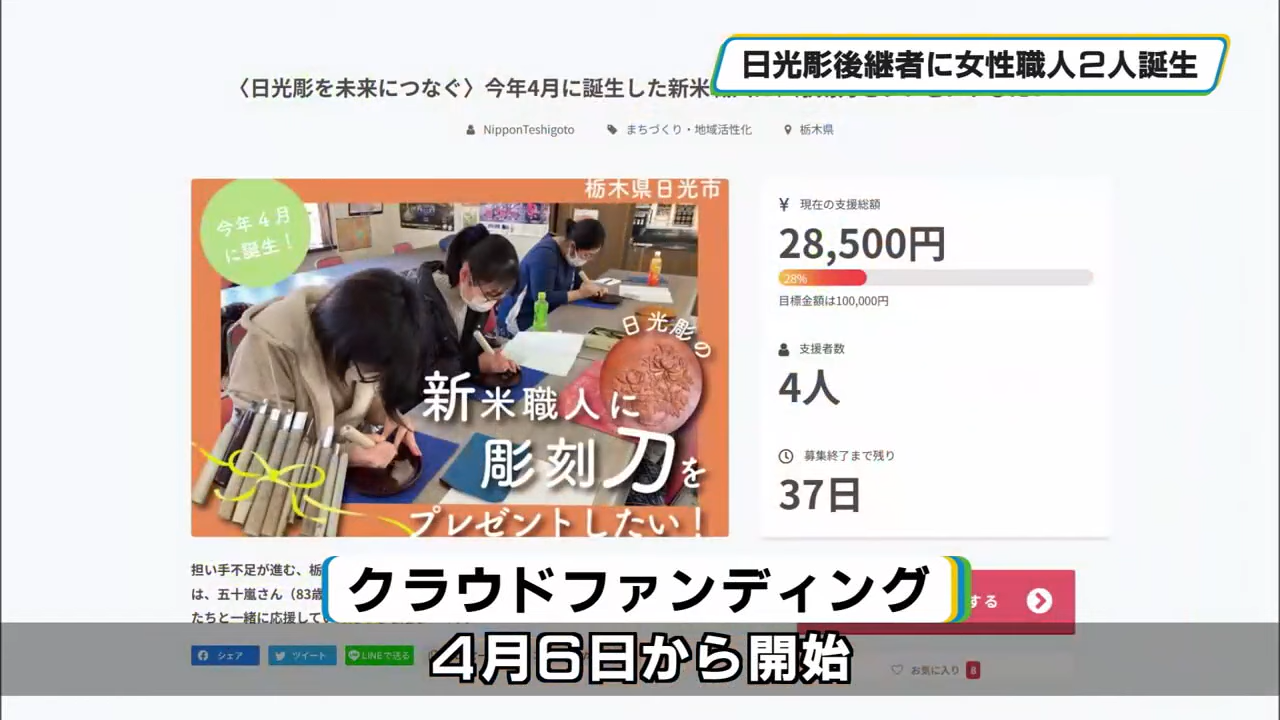 日光彫後継者に女性職人2人誕生
〈日光彫を未来につなぐ〉今年4月に誕生した新米
NipponTeshigoto まちづくり・地域活性化 栃木県
栃木県日光市
今年4月
に誕生！
日光彫の
新米職人に
彫刻刀を
プレゼントしたい！
¥ 現在の支援総額
28,500円
28%
目標金額は100,000円
支援者数
4人
募集終了まで残り
37日
担い手不足が進む、栃
は、五十嵐さん（83歳
たちと一緒に応援して
する
クラウドファンディング
シェア ツイート LINEで送る
4月6日から開始
お気に入り 8